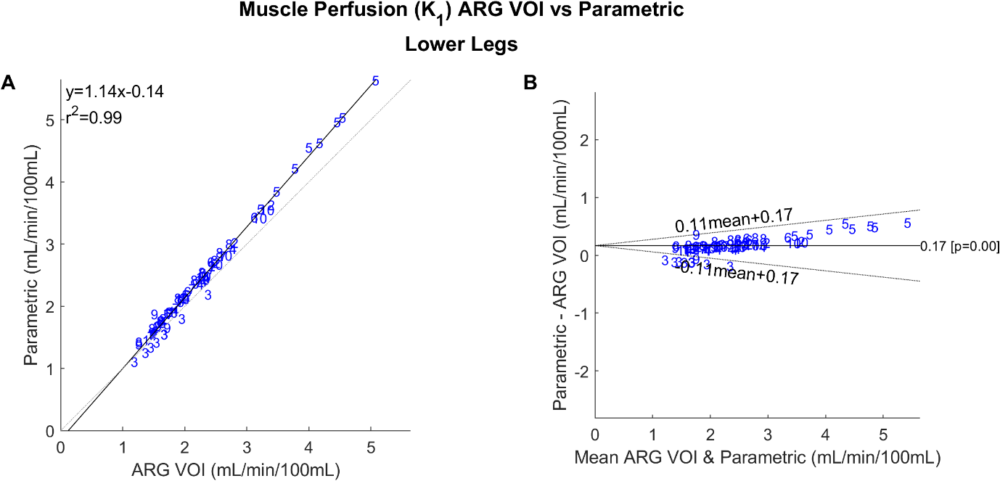 Muscle Perfusion (K1) ARG VOI vs Parametric
Lower Legs
A
y=1.14x-0.14
r2=0.99
5
4
3
2
1
0
0 1 2 3 4 5
Parametric (mL/min/100mL)
ARG VOI (mL/min/100mL)
B
2
1
0
-1
-2
0 1 2 3 4 5
0.11mean+0.17
-0.11mean+0.17
0.17 [p=0.00]
Parametric - ARG VOI (mL/min/100mL)
Mean ARG VOI & Parametric (mL/min/100mL)